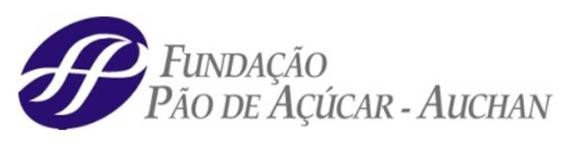 FUNDAÇÃO
PÃO DE AÇÚCAR - AUCHAN